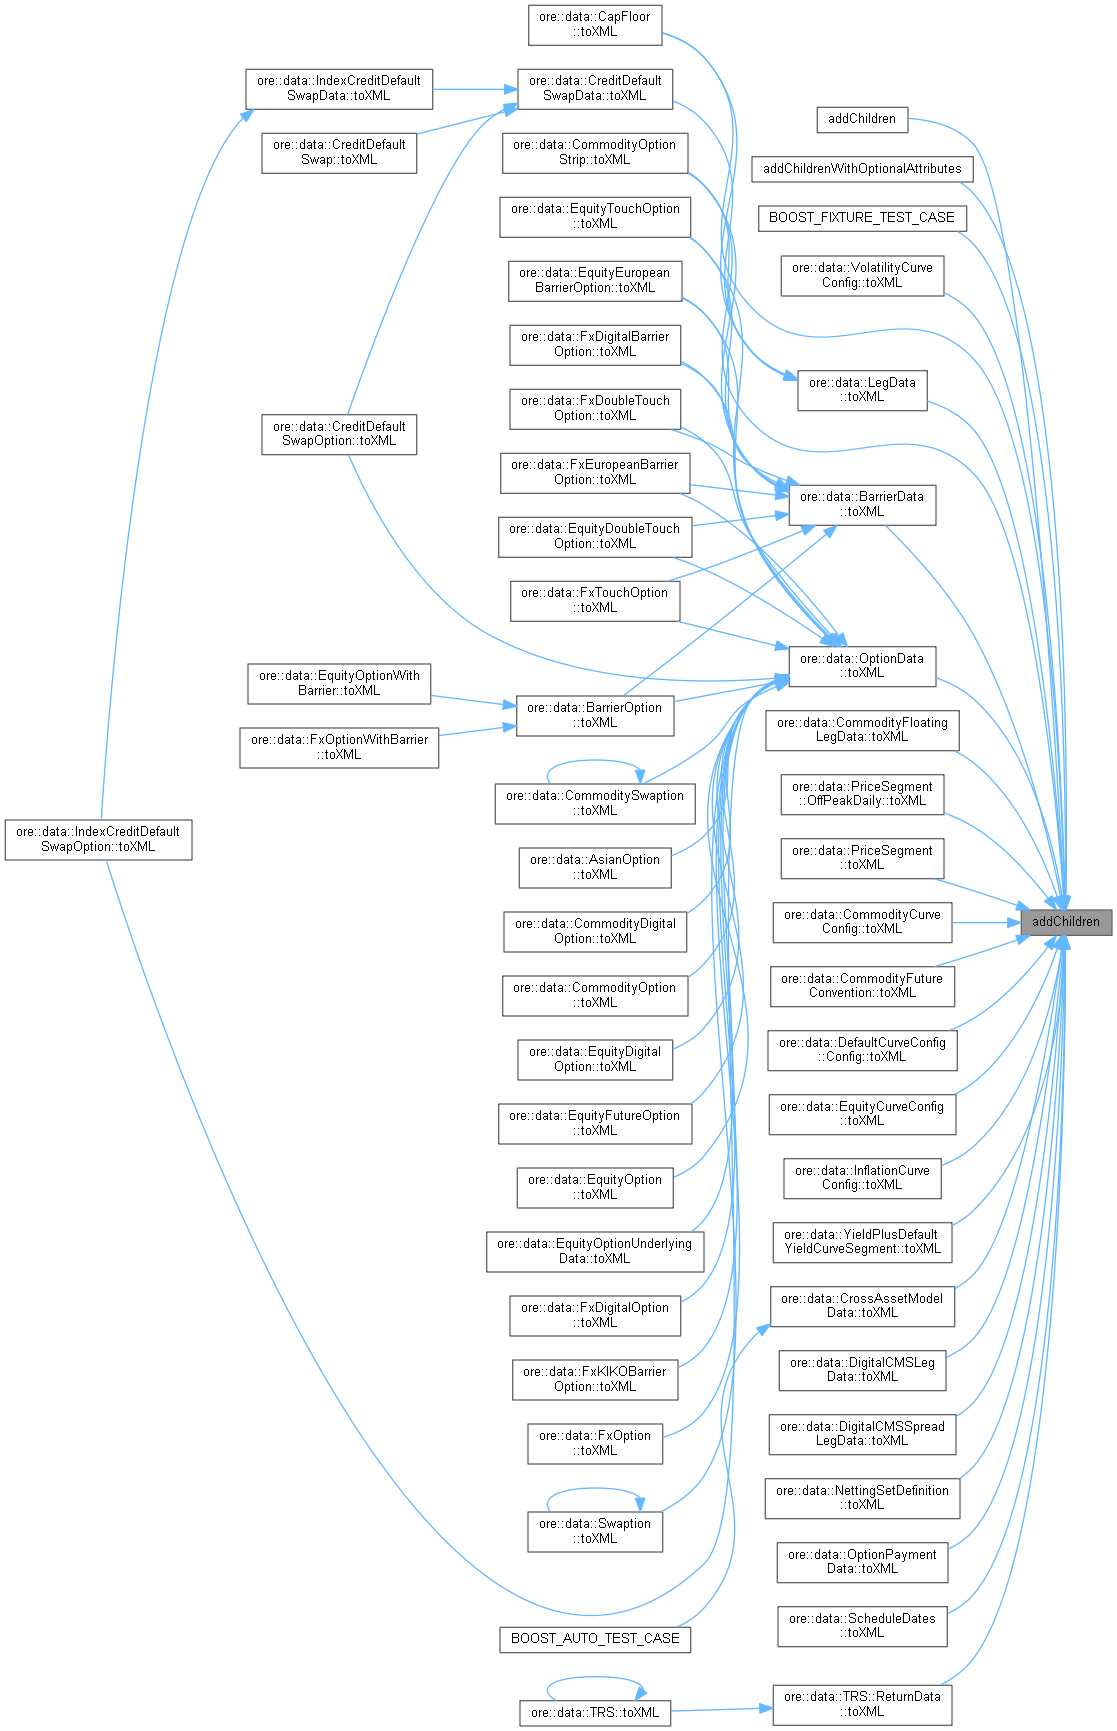 ore::data::CapFloor
::toXML
ore::data::IndexCreditDefault
SwapData::toXML
ore::data::CreditDefault
SwapData::toXML
addChildren
ore::data::CreditDefault
Swap::toXML
ore::data::CommodityOption
Strip::toXML
addChildrenWithOptionalAttributes
ore::data::EquityTouchOption
::toXML
BOOST_FIXTURE_TEST_CASE
ore::data::EquityEuropean
BarrierOption::toXML
ore::data::VolatilityCurve
Config::toXML
ore::data::FxDigitalBarrier
Option::toXML
ore::data::LegData
::toXML
ore::data::FxDoubleTouch
Option::toXML
ore::data::CreditDefault
SwapOption::toXML
ore::data::FxEuropeanBarrier
Option::toXML
ore::data::BarrierData
::toXML
ore::data::EquityDoubleTouch
Option::toXML
ore::data::FxTouchOption
::toXML
ore::data::OptionData
::toXML
ore::data::EquityOptionWith
Barrier::toXML
ore::data::BarrierOption
::toXML
ore::data::CommodityFloating
LegData::toXML
ore::data::FxOptionWithBarrier
::toXML
ore::data::CommoditySwaption
::toXML
ore::data::PriceSegment
::OffPeakDaily::toXML
ore::data::IndexCreditDefault
SwapOption::toXML
ore::data::AsianOption
::toXML
ore::data::PriceSegment
::toXML
ore::data::CommodityDigital
Option::toXML
ore::data::CommodityCurve
Config::toXML
addChildren
ore::data::CommodityOption
::toXML
ore::data::CommodityFuture
Convention::toXML
ore::data::EquityDigital
Option::toXML
ore::data::DefaultCurveConfig
::Config::toXML
ore::data::EquityFutureOption
::toXML
ore::data::EquityCurveConfig
::toXML
ore::data::EquityOption
::toXML
ore::data::InflationCurve
Config::toXML
ore::data::EquityOptionUnderlying
Data::toXML
ore::data::YieldPlusDefault
YieldCurveSegment::toXML
ore::data::FxDigitalOption
::toXML
ore::data::CrossAssetModel
Data::toXML
ore::data::FxKIKOBarrier
Option::toXML
ore::data::DigitalCMSLeg
Data::toXML
ore::data::FxOption
::toXML
ore::data::DigitalCMSSpread
LegData::toXML
ore::data::Swaption
::toXML
ore::data::NettingSetDefinition
::toXML
ore::data::OptionPayment
Data::toXML
BOOST_AUTO_TEST_CASE
ore::data::ScheduleDates
::toXML
ore::data::TRS::toXML
ore::data::TRS::ReturnData
::toXML